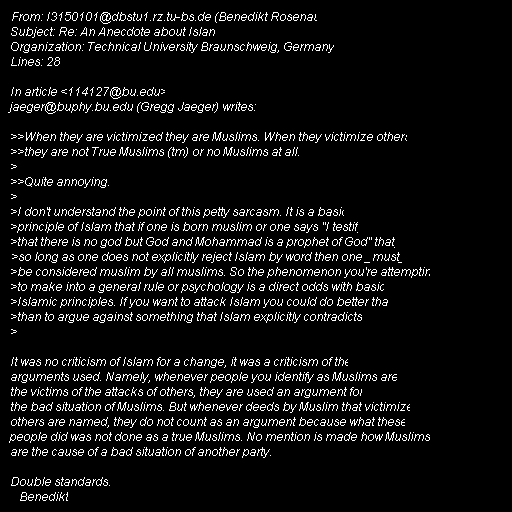 From: I3150101@dbstu1.rz.tu-bs.de (Benedikt Rosenau
Subject: Re: An Anecdote about Islan
Organization: Technical University Braunschweig, Germany
Lines: 28
In article <114127@bu.edu>
jaeger@buphy.bu.edu (Gregg Jaeger) writes:
>>When they are victimized they are Muslims. When they victimize others
>>they are not True Muslims (tm) or no Muslims at all.
>
>>Quite annoying.
>
>I don't understand the point of this petty sarcasm. It is a basic
>principle of Islam that if one is born muslim or one says "I testify
>that there is no god but God and Mohammad is a prophet of God" that,
>so long as one does not explicitly reject Islam by word then one _must_
>be considered muslim by all muslims. So the phenomenon you're attempting
>to make into a general rule or psychology is a direct odds with basic
>Islamic principles. If you want to attack Islam you could do better tha
>than to argue against something that Islam explicitly contradicts
>
It was no criticism of Islam for a change, it was a criticism of the
arguments used. Namely, whenever people you identify as Muslims are
the victims of the attacks of others, they are used an argument for
the bad situation of Muslims. But whenever deeds by Muslim that victimize
others are named, they do not count as an argument because what these
people did was not done as a true Muslims. No mention is made how Muslims
are the cause of a bad situation of another party.
Double standards.
Benedikt